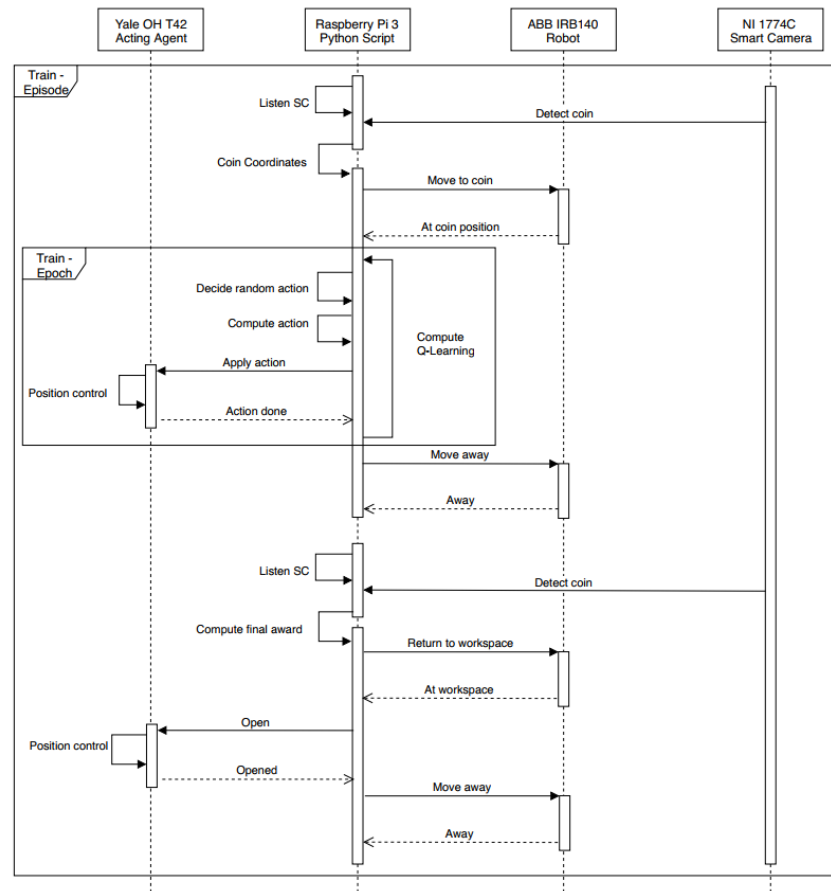 Yale OH T42
Acting Agent
Raspberry Pi 3
Python Script
ABB IRB140
Robot
NI 1774C
Smart Camera
Train -
Episode
Listen SC
Detect coin
Coin Coordinates
Move to coin
At coin position
Train -
Epoch
Decide random action
Compute action
Compute
Q-Learning
Apply action
Position control
Action done
Move away
Away
Listen SC
Detect coin
Compute final award
Return to workspace
At workspace
Open
Position control
Opened
Move away
Away